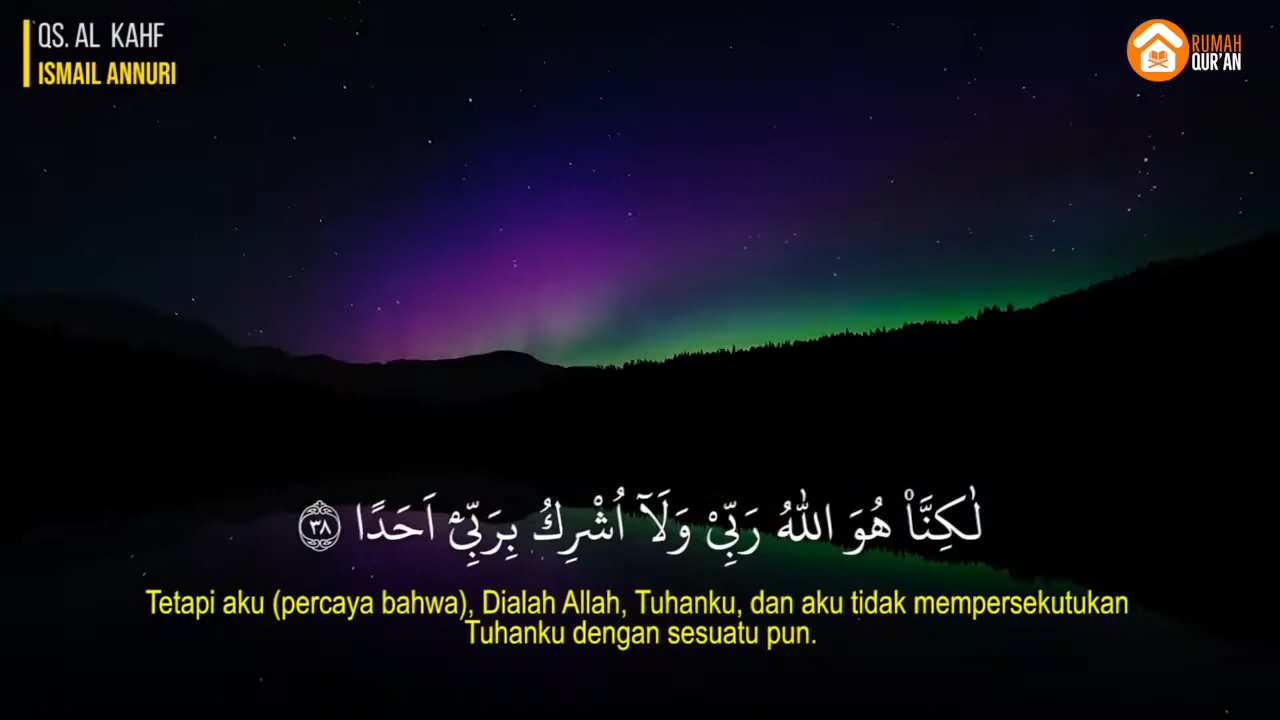 QS. AL KAHF
ISMAIL ANNURI
RUMAH
QUR'AN
لٰكِنَّا۠ هُوَ اللّٰهُ رَبِّيْ وَلَآ اُشْرِكُ بِرَبِّيْٓ اَحَدًا ۝٣٨
Tetapi aku (percaya bahwa), Dialah Allah, Tuhanku, dan aku tidak mempersekutukan
Tuhanku dengan sesuatu pun.